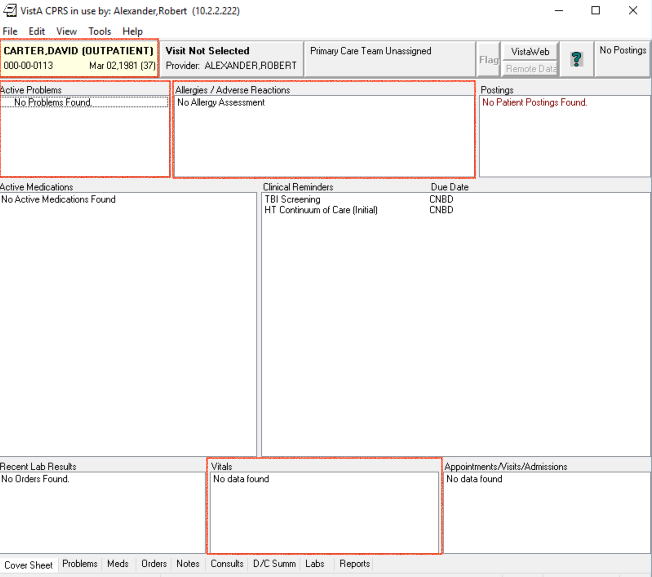 VistA CPRS in use by: Alexander,Robert (10.2.2.222)
File Edit View Tools Help
CARTER,DAVID (OUTPATIENT)
000-00-0113 Mar 02,1981 (37)
Visit Not Selected
Provider: ALEXANDER,ROBERT
Primary Care Team Unassigned
Flag
VistaWeb
Remote Data
?
No Postings
Active Problems
No Problems Found.
Allergies / Adverse Reactions
No Allergy Assessment
Postings
No Patient Postings Found.
Active Medications
No Active Medications Found
Clinical Reminders Due Date
TBI Screening CNBD
HT Continuum of Care (Initial) CNBD
Recent Lab Results
No Orders Found.
Vitals
No data found
Appointments/Visits/Admissions
No data found
Cover Sheet Problems Meds Orders Notes Consults D/C Summ Labs Reports